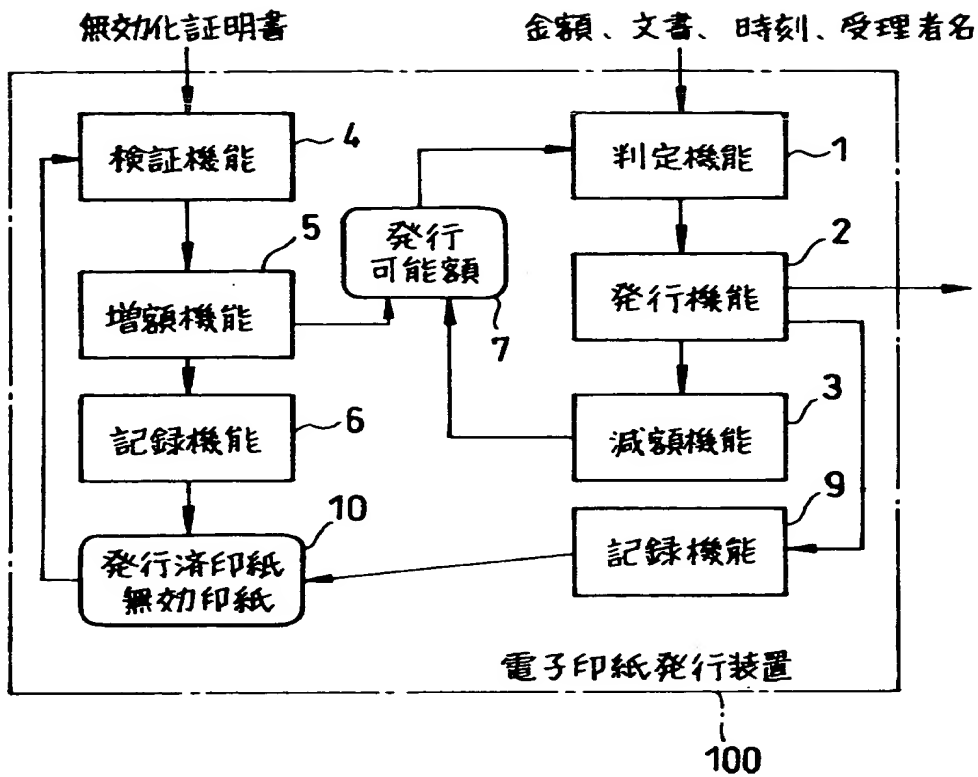 無効化証明書
金額、文書、時刻、受理者名
検証機能
4
判定機能
1
発行
可能額
7
増額機能
5
発行機能
2
記録機能
6
減額機能
3
発行済印紙
無効印紙
10
記録機能
9
電子印紙発行装置
100